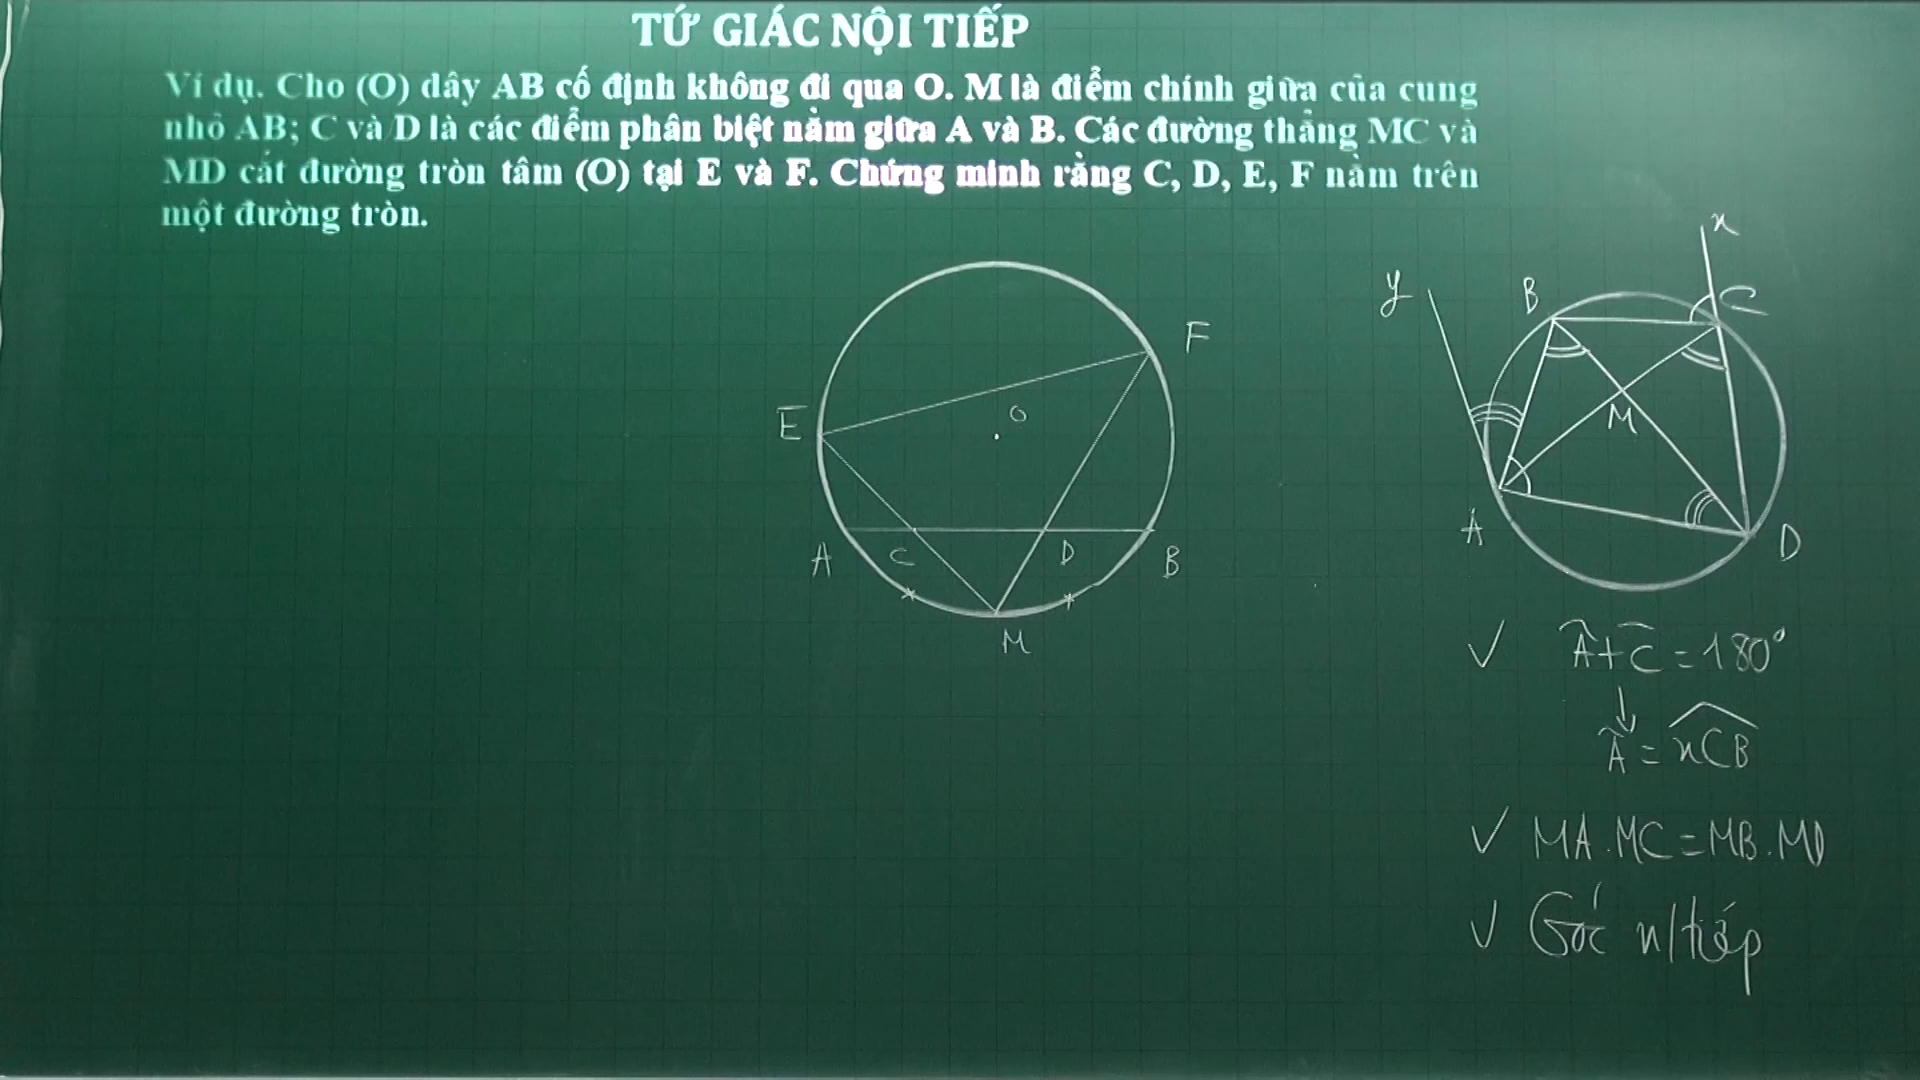 TỨ GIÁC NỘI TIẾP
Ví dụ. Cho (O) dây AB cố định không đi qua O. M là điểm chính giữa của cung
nhỏ AB; C và D là các điểm phân biệt nằm giữa A và B. Các đường thẳng MC và
MD cắt đường tròn tâm (O) tại E và F. Chứng minh rằng C, D, E, F nằm trên
một đường tròn.
E
F
O
A
C
D
B
M
x
y
B
C
M
A
D
✓ Â+Ĉ=180°
↓
Â = xCB
✓ MA.MC=MB.MD
✓ Góc n/tiếp